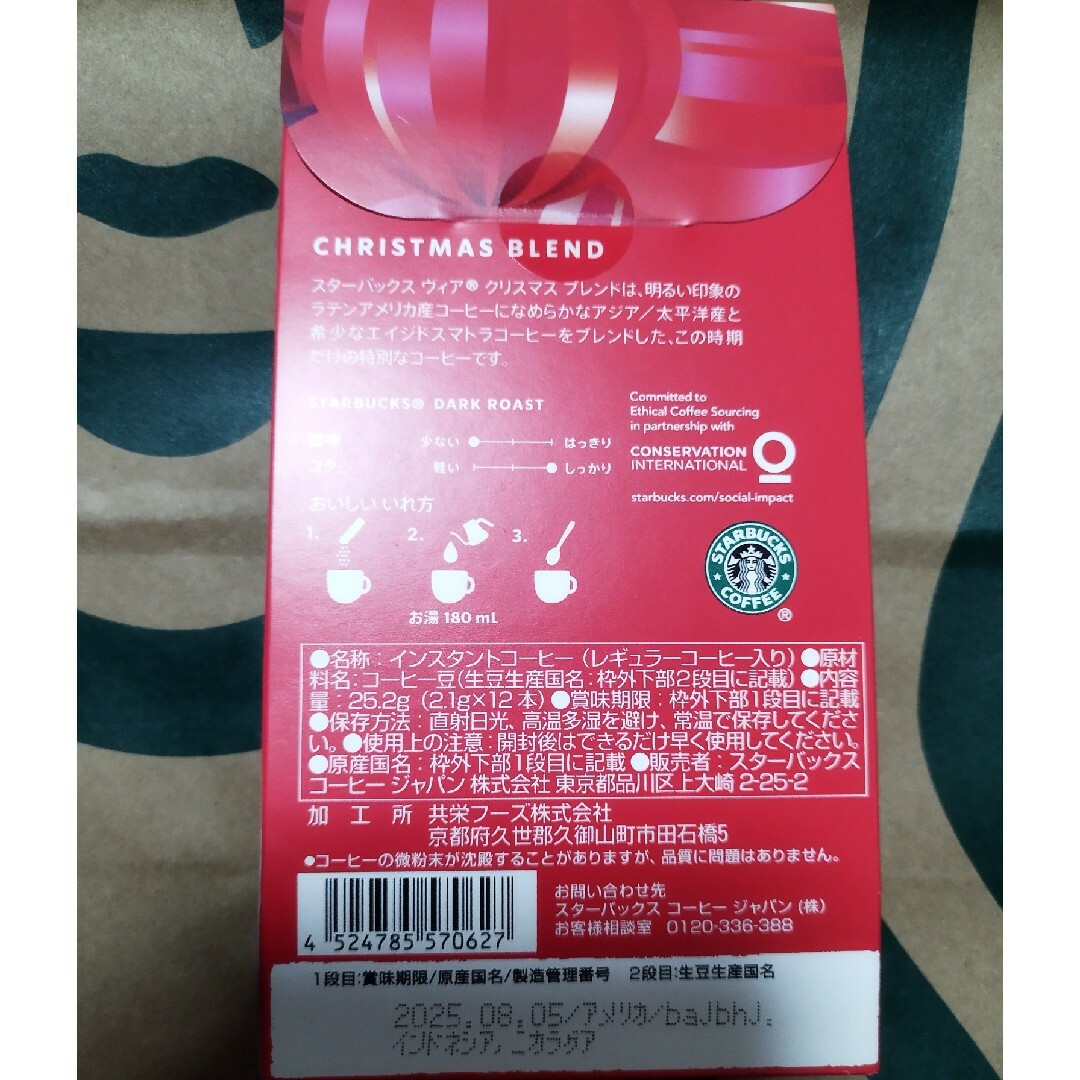 CHRISTMAS BLEND
スターバックス ヴィア® クリスマス ブレンドは、明るい印象の
ラテンアメリカ産コーヒーになめらかなアジア/太平洋産と
希少なエイジドスマトラコーヒーをブレンドした、この時期
だけの特別なコーヒーです。
STARBUCKS® DARK ROAST
酸味 少ない はっきり
コク 軽い しっかり
Committed to
Ethical Coffee Sourcing
in partnership with
CONSERVATION
INTERNATIONAL
starbucks.com/social-impact
おいしい いれ方
1. 2. 3.
お湯 180 mL
STARBUCKS
COFFEE
®
●名称:インスタントコーヒー(レギュラーコーヒー入り)●原材
料名:コーヒー豆(生豆生産国名:枠外下部2段目に記載)●内容
量:25.2g(2.1g×12本)●賞味期限:枠外下部1段目に記載
●保存方法:直射日光、高温多湿を避け、常温で保存してくださ
い。●使用上の注意:開封後はできるだけ早く使用してください。
●原産国名:枠外下部1段目に記載●販売者:スターバックス
コーヒー ジャパン 株式会社 東京都品川区上大崎 2-25-2
加工所 共栄フーズ株式会社
京都府久世郡久御山町市田石橋5
●コーヒーの微粉末が沈殿することがありますが、品質に問題はありません。
4 524785 570627
お問い合わせ先
スターバックス コーヒー ジャパン(株)
お客様相談室 0120-336-388
1段目:賞味期限/原産国名/製造管理番号 2段目:生豆生産国名
2025.08.05/アメリカ/baJbhJ.
インドネシア,ニカラグア